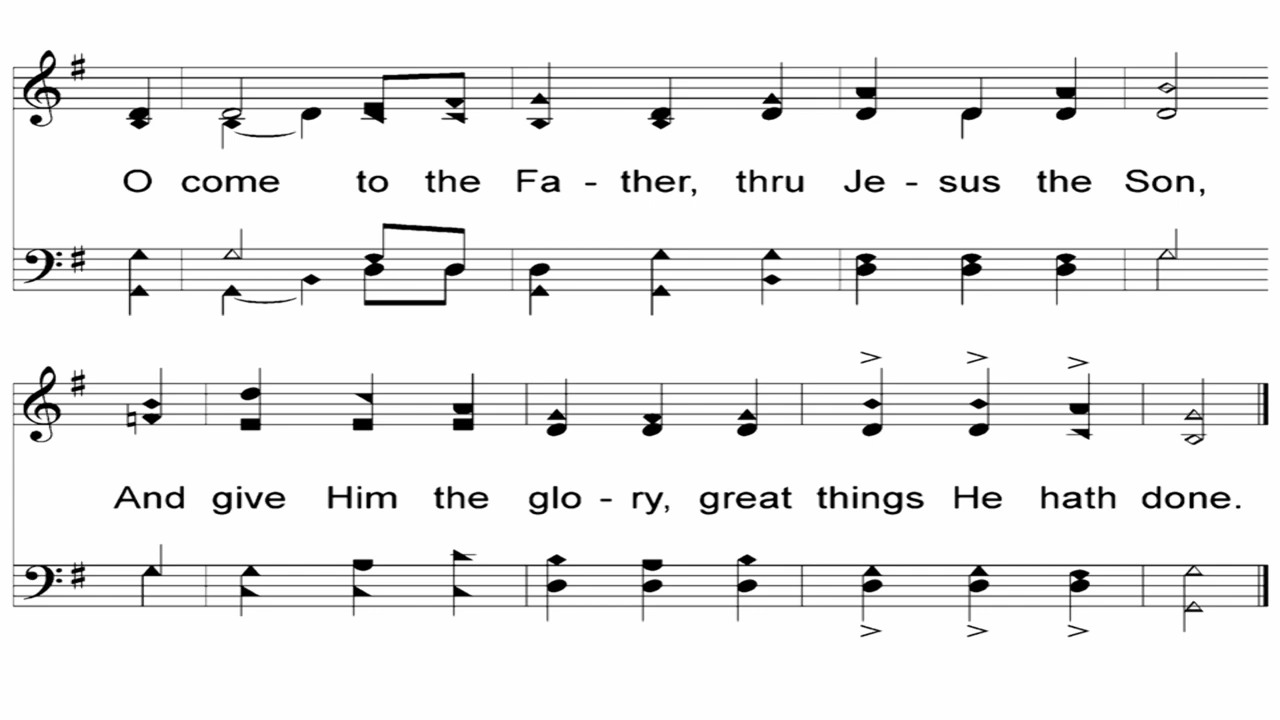 O come to the Fa - ther, thru Je - sus the Son,
And give Him the glo - ry, great things He hath done.